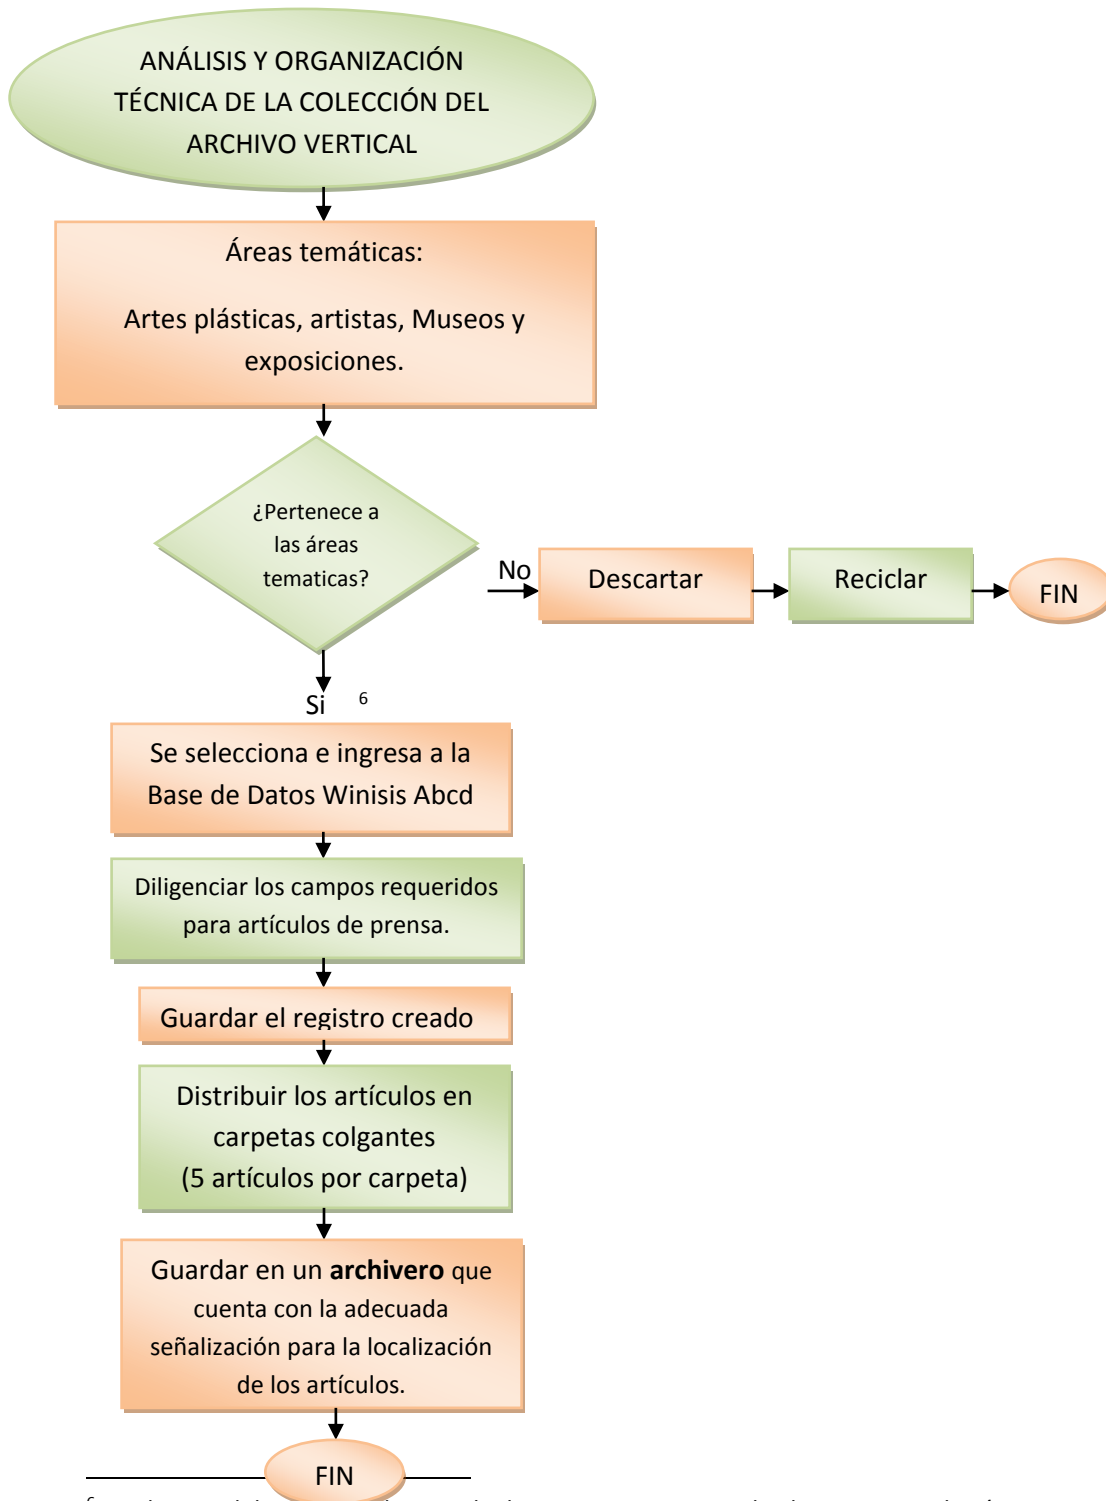 ANÁLISIS Y ORGANIZACIÓN
TÉCNICA DE LA COLECCIÓN DEL
ARCHIVO VERTICAL
Áreas temáticas:
Artes plásticas, artistas, Museos y
exposiciones.
¿Pertenece a
las áreas
tematicas?
No
Descartar
Reciclar
FIN
Si 6
Se selecciona e ingresa a la
Base de Datos Winisis Abcd
Diligenciar los campos requeridos
para artículos de prensa.
Guardar el registro creado
Distribuir los artículos en
carpetas colgantes
(5 artículos por carpeta)
Guardar en un archivero que
cuenta con la adecuada
señalización para la localización
de los artículos.
FIN